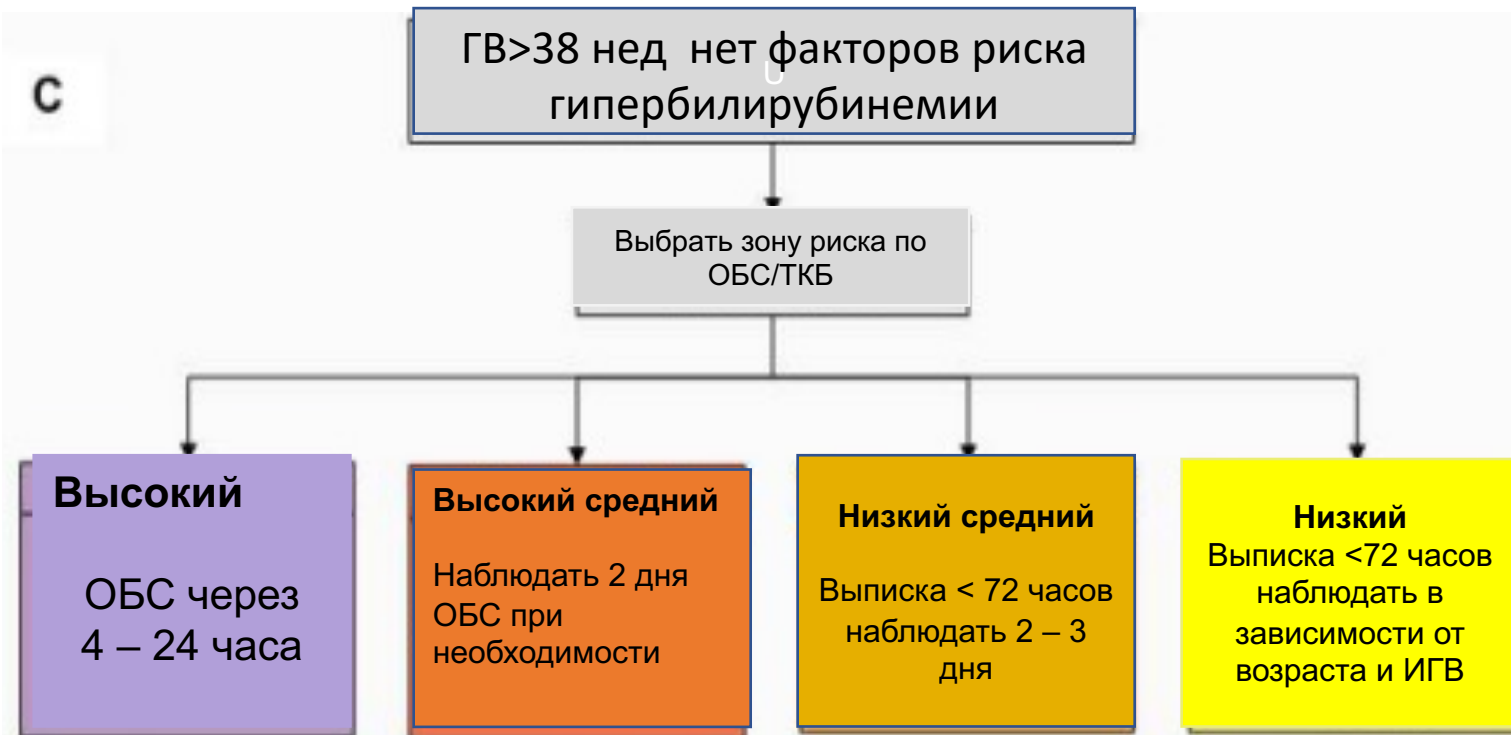 C
ГВ>38 нед нет факторов риска
гипербилирубинемии
Выбрать зону риска по
ОБС/ТКБ
Высокий
ОБС через
4 – 24 часа
Высокий средний
Наблюдать 2 дня
ОБС при
необходимости
Низкий средний
Выписка < 72 часов
наблюдать 2 – 3
дня
Низкий
Выписка <72 часов
наблюдать в
зависимости от
возраста и ИГВ